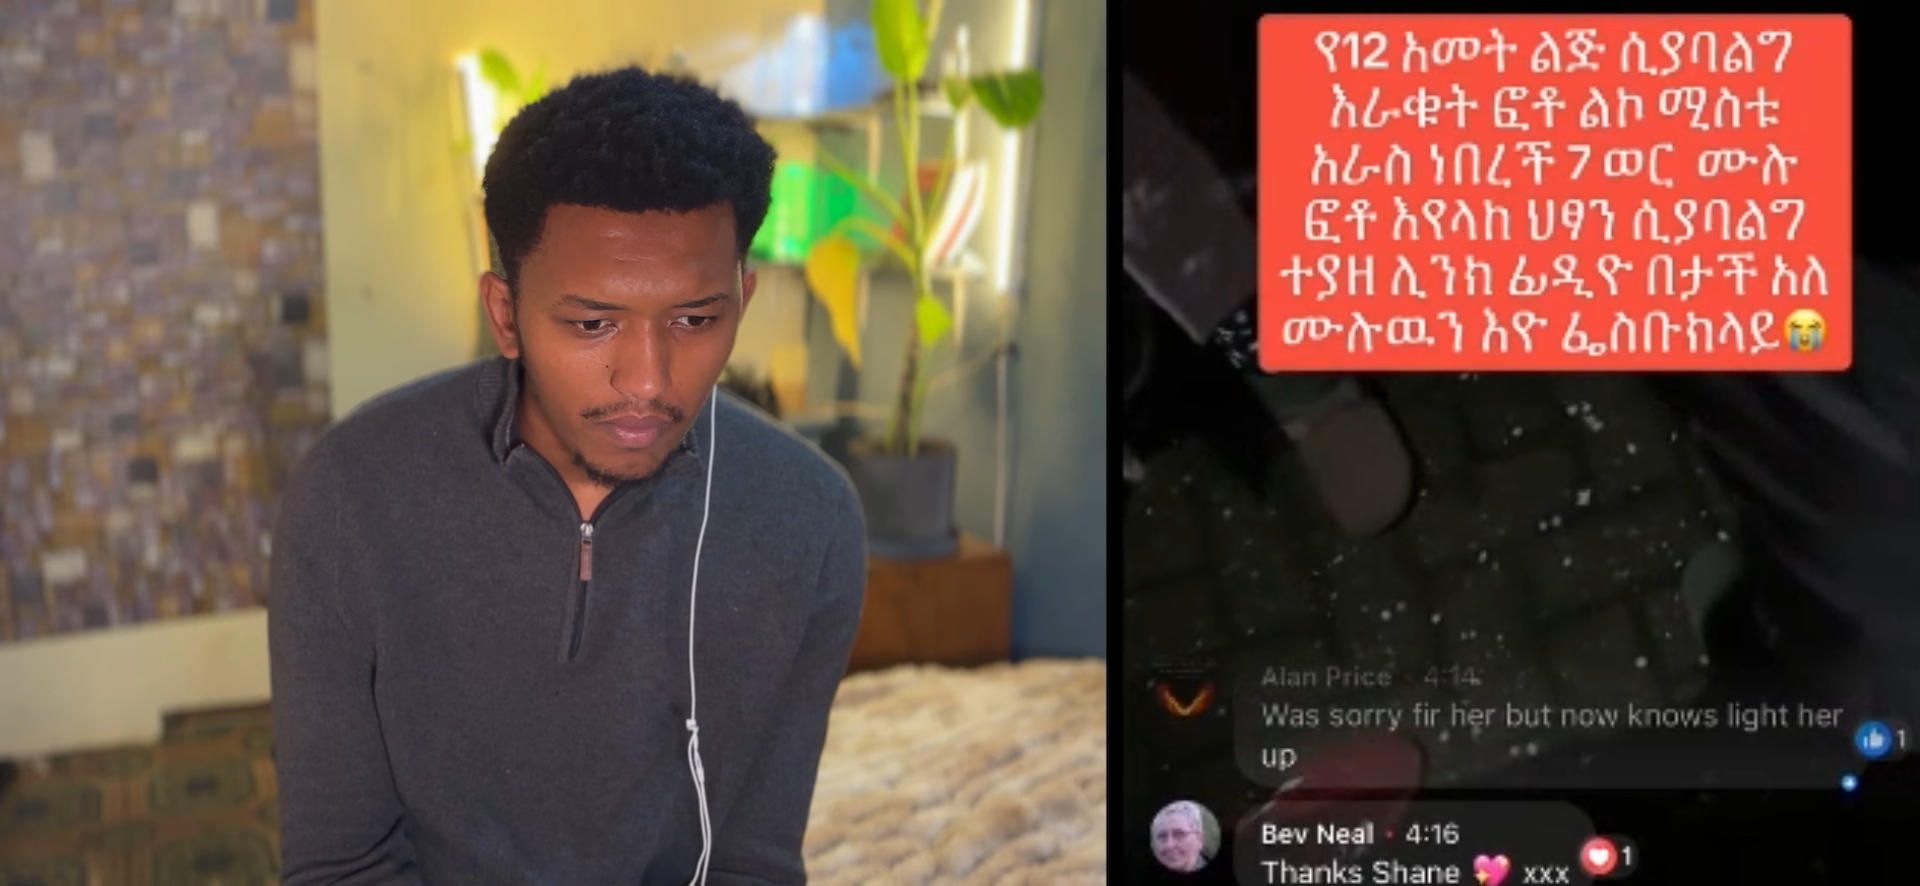 የ12 አመት ልጅ ሲያባልግ
እራቁት ፎቶ ልኮ ሚስቱ
አራስ ነበረች 7 ወር ሙሉ
ፎቶ እየላከ ህፃን ሲያባልግ
ተያዘ ሊንክ ፊዲዮ በታች አለ
ሙሉዉን እዮ ፌስቡክላይ😭
Alan Price · 4:14
Was sorry fir her but now knows light her
up
1
Bev Neal · 4:16
Thanks Shane 💖 xxx
1